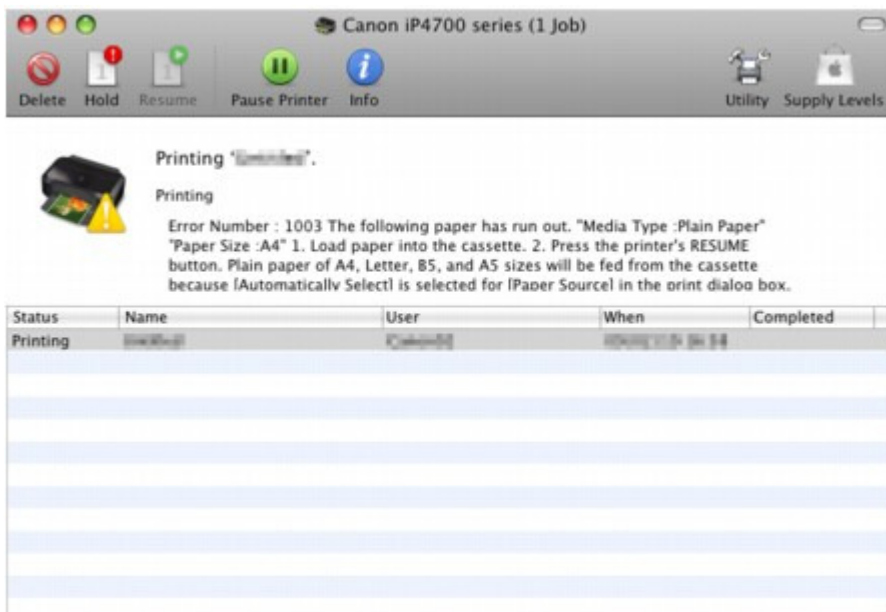 Canon iP4700 series (1 Job)
Delete Hold Resume Pause Printer Info Utility Supply Levels
Printing '
'.
Printing
Error Number : 1003 The following paper has run out. "Media Type :Plain Paper"
"Paper Size :A4" 1. Load paper into the cassette. 2. Press the printer's RESUME
button. Plain paper of A4, Letter, B5, and A5 sizes will be fed from the cassette
because [Automatically Select] is selected for [Paper Source] in the print dialog box.
Status Name User When Completed
Printing